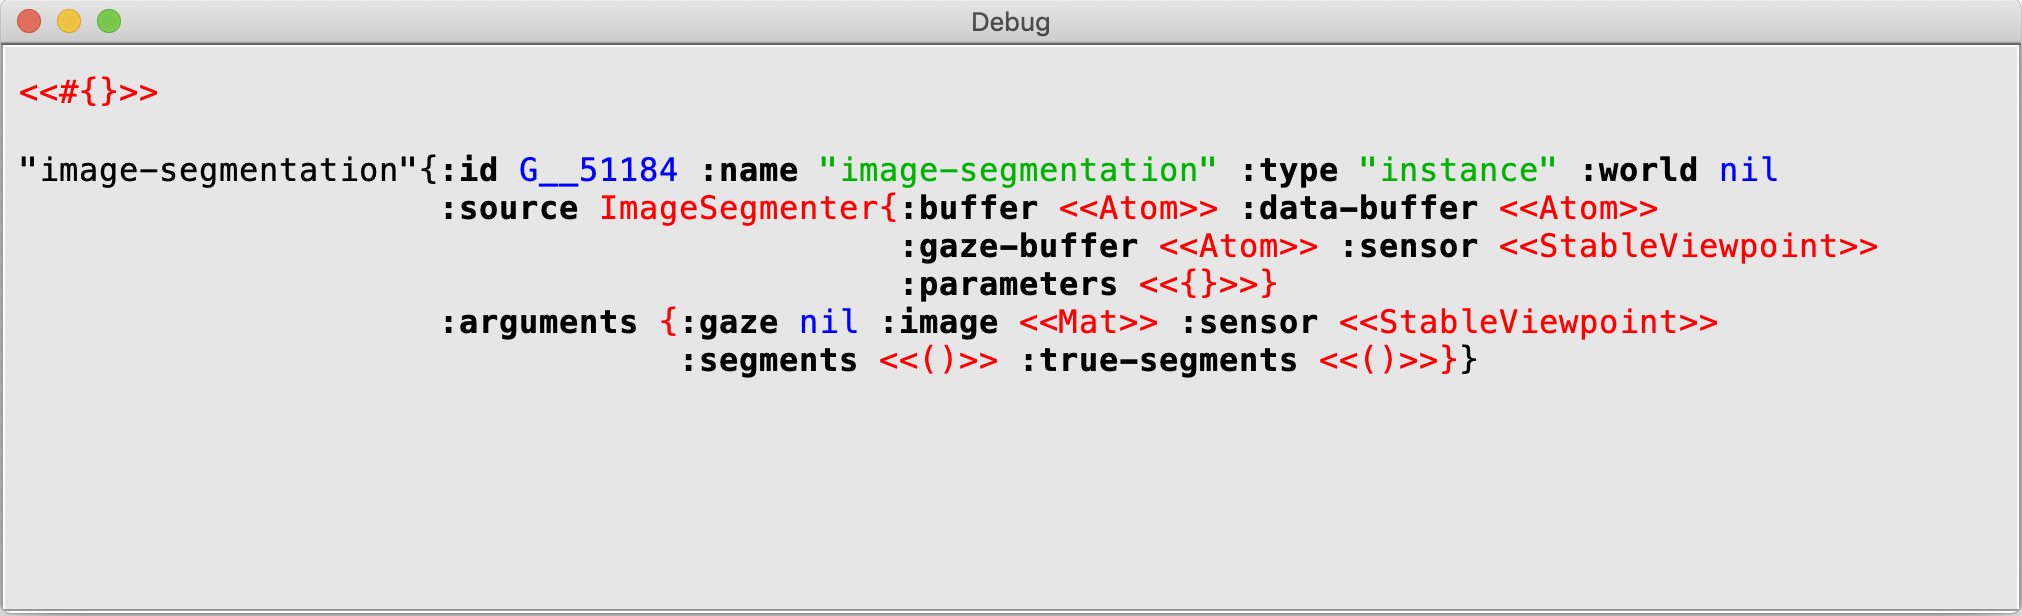 Debug
<<#{}>>
"image-segmentation"{:id G__51184 :name "image-segmentation" :type "instance" :world nil
:source ImageSegmenter{:buffer <<Atom>> :data-buffer <<Atom>>
:gaze-buffer <<Atom>> :sensor <<StableViewpoint>>
:parameters <<{}>>}
:arguments {:gaze nil :image <<Mat>> :sensor <<StableViewpoint>>
:segments <<()>> :true-segments <<()>>}}